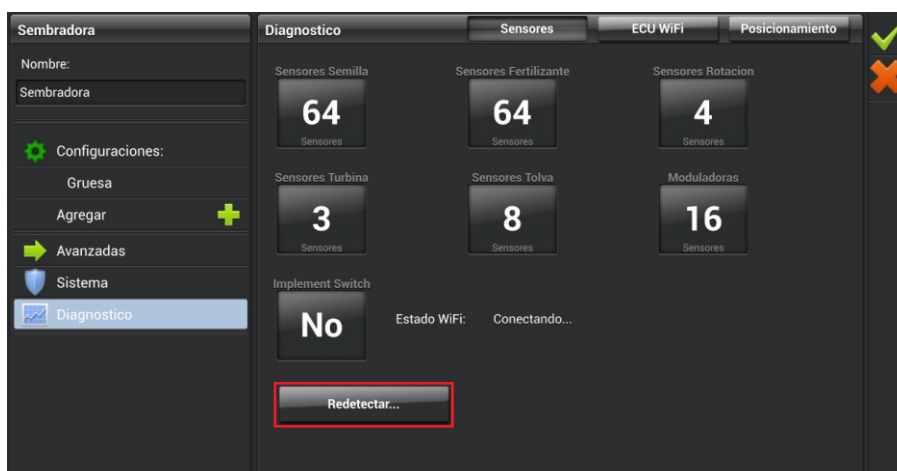 Sembradora
Nombre:
Sembradora
Configuraciones:
Gruesa
Agregar
Avanzadas
Sistema
Diagnostico
Diagnostico Sensores ECU WiFi Posicionamiento
Sensores Semilla Sensores Fertilizante Sensores Rotacion
64 64 4
Sensores Sensores Sensores
Sensores Turbina Sensores Tolva Moduladoras
3 8 16
Sensores Sensores Sensores
Implement Switch
No
Estado WiFi: Conectando...
Redetectar...